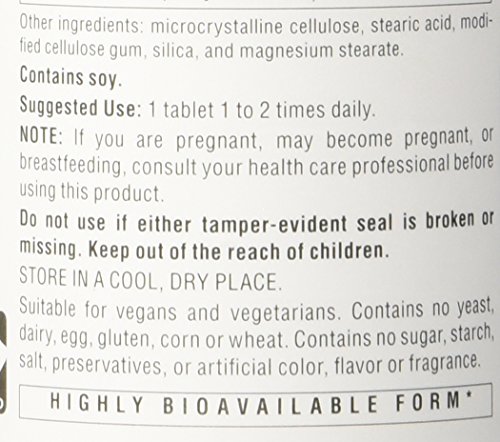 Other ingredients: microcrystalline cellulose, stearic acid, modi-
fied cellulose gum, silica, and magnesium stearate.
Contains soy.
Suggested Use: 1 tablet 1 to 2 times daily.
NOTE: If you are pregnant, may become pregnant, or
breastfeeding, consult your health care professional before
using this product.
Do not use if either tamper-evident seal is broken or
missing. Keep out of the reach of children.
STORE IN A COOL, DRY PLACE.
Suitable for vegans and vegetarians. Contains no yeast,
dairy, egg, gluten, corn or wheat. Contains no sugar, starch,
salt, preservatives, or artificial color, flavor or fragrance.
HIGHLY BIOAVAILABLE FORM*